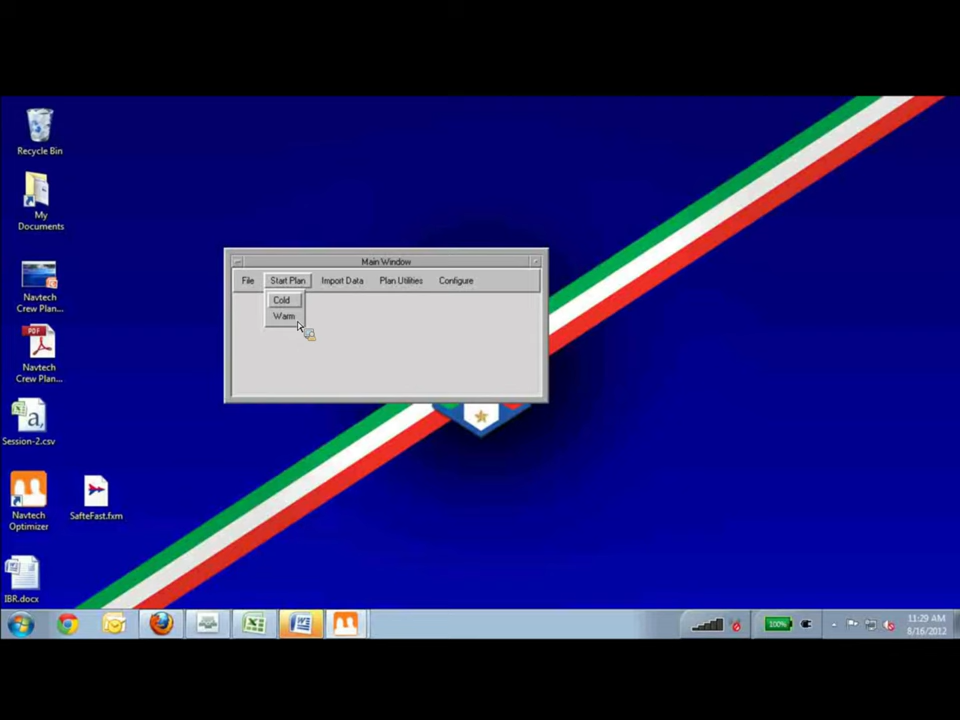 Recycle Bin
My
Documents
Navtech
Crew Plan...
Navtech
Crew Plan...
Session-2.csv
Navtech
Optimizer
SafteFast.fxm
IBR.docx
Main Window
File Start Plan Import Data Plan Utilities Configure
Cold
Warm
PDF
a,
100%
11:29 AM
8/16/2012